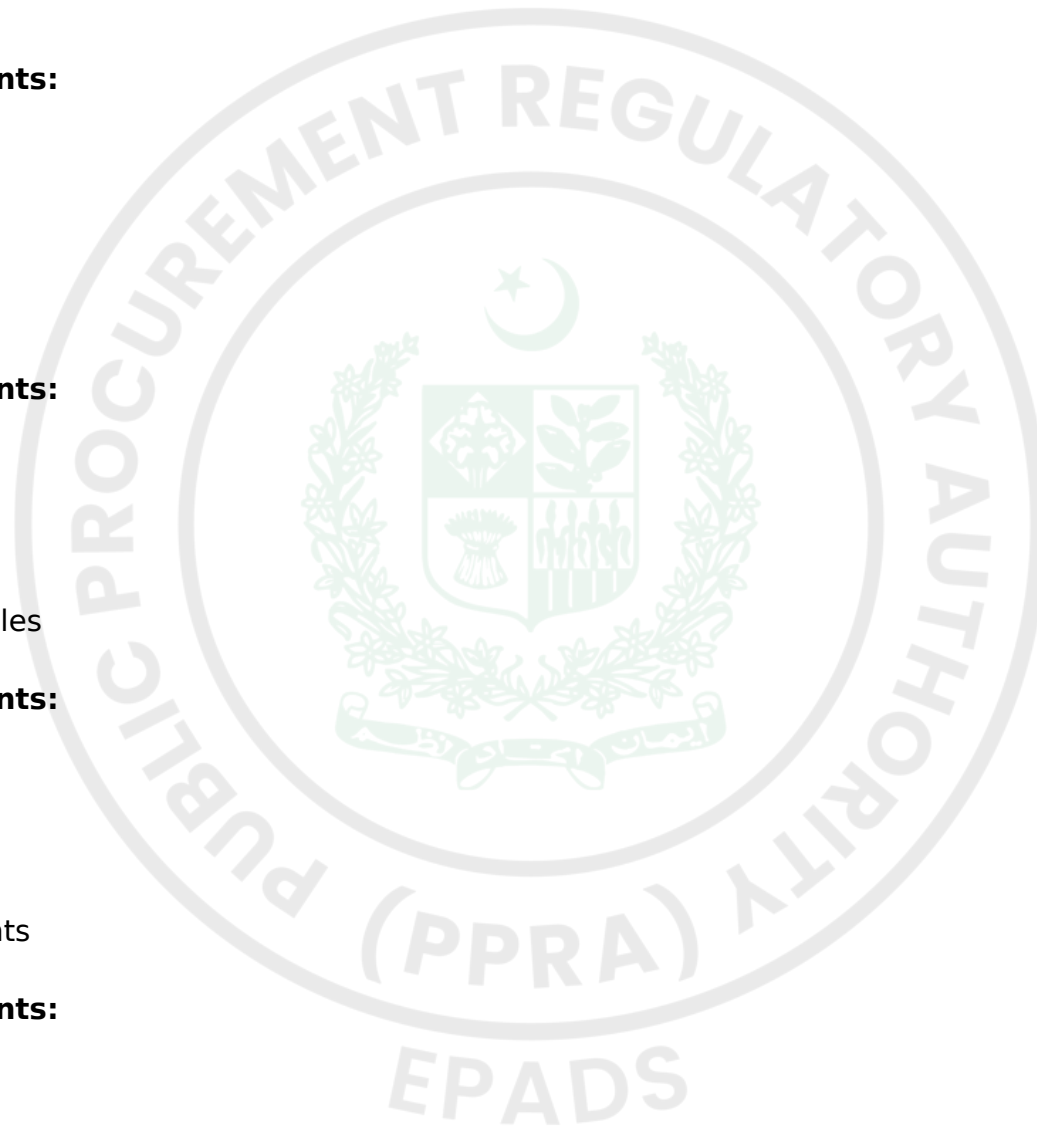 nts:
nts:
les
nts:
nts
nts:
PUBLIC PROCUREMENT REGULATORY AUTHORITY
(PPRA)
EPADS